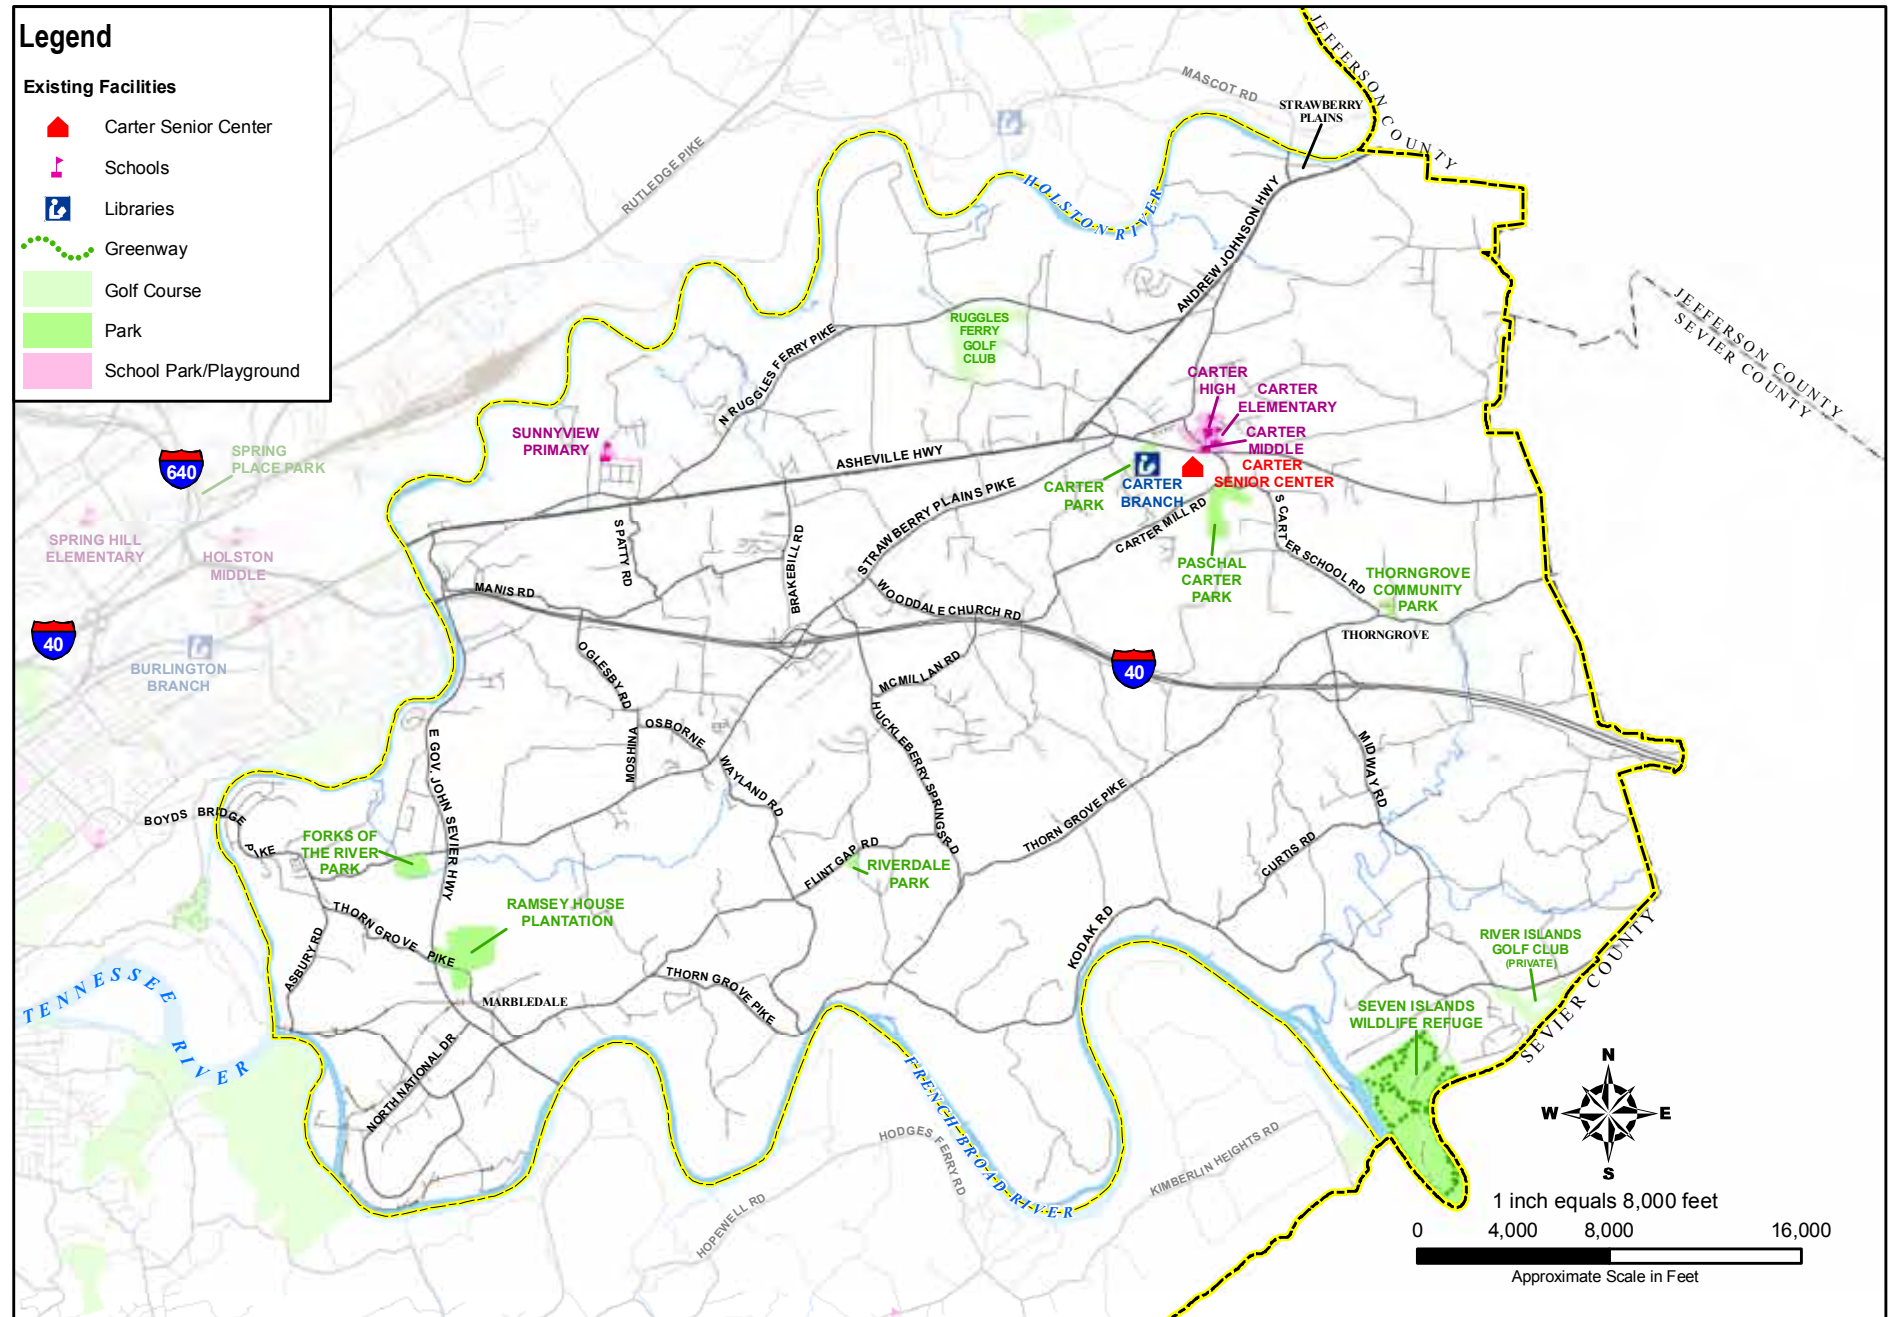 Legend
Existing Facilities
Carter Senior Center
Schools
Libraries
Greenway
Golf Course
Park
School Park/Playground
JEFFERSON COUNTY
MASCOT RD
STRAWBERRY
PLAINS
RUTLEDGE PIKE
HOLSTON RIVER
ANDREW JOHNSON HWY
JEFFERSON COUNTY
SEVIER COUNTY
RUGGLES
FERRY
GOLF
CLUB
N RUGGLES FERRY PIKE
CARTER
HIGH
CARTER
ELEMENTARY
CARTER
MIDDLE
CARTER
SENIOR CENTER
SUNNYVIEW
PRIMARY
ASHEVILLE HWY
640
SPRING
PLACE PARK
CARTER
PARK
CARTER
BRANCH
STRAWBERRY PLAINS PIKE
CARTER MILL RD
S CARTER SCHOOL RD
SPRING HILL
ELEMENTARY
HOLSTON
MIDDLE
S PATTY RD
BRAKEBILL RD
PASCHAL
CARTER
PARK
THORNGROVE
COMMUNITY
PARK
THORNGROVE
MANIS RD
WOODDALE CHURCH RD
40
BURLINGTON
BRANCH
OGLESBY RD
MCMILLAN RD
40
MOSHINA
OSBORNE
HUCKLEBERRY SPRINGS RD
E GOV. JOHN SEVIER HWY
WAYLAND RD
MIDWAY RD
BOYDS BRIDGE
PIKE
FORKS OF
THE RIVER
PARK
THORN GROVE PIKE
CURTIS RD
FLINT GAP RD
RIVERDALE
PARK
RAMSEY HOUSE
PLANTATION
THORN GROVE PIKE
ASBURY RD
KODAK RD
RIVER ISLANDS
GOLF CLUB
(PRIVATE)
SEVIER COUNTY
TENNESSEE RIVER
MARBLEDALE
THORN GROVE PIKE
SEVEN ISLANDS
WILDLIFE REFUGE
NORTH NATIONAL DR
FRENCH BROAD RIVER
HODGES FERRY RD
KIMBERLIN HEIGHTS RD
HOPEWELL RD
N
W
E
S
1 inch equals 8,000 feet
0 4,000 8,000 16,000
Approximate Scale in Feet